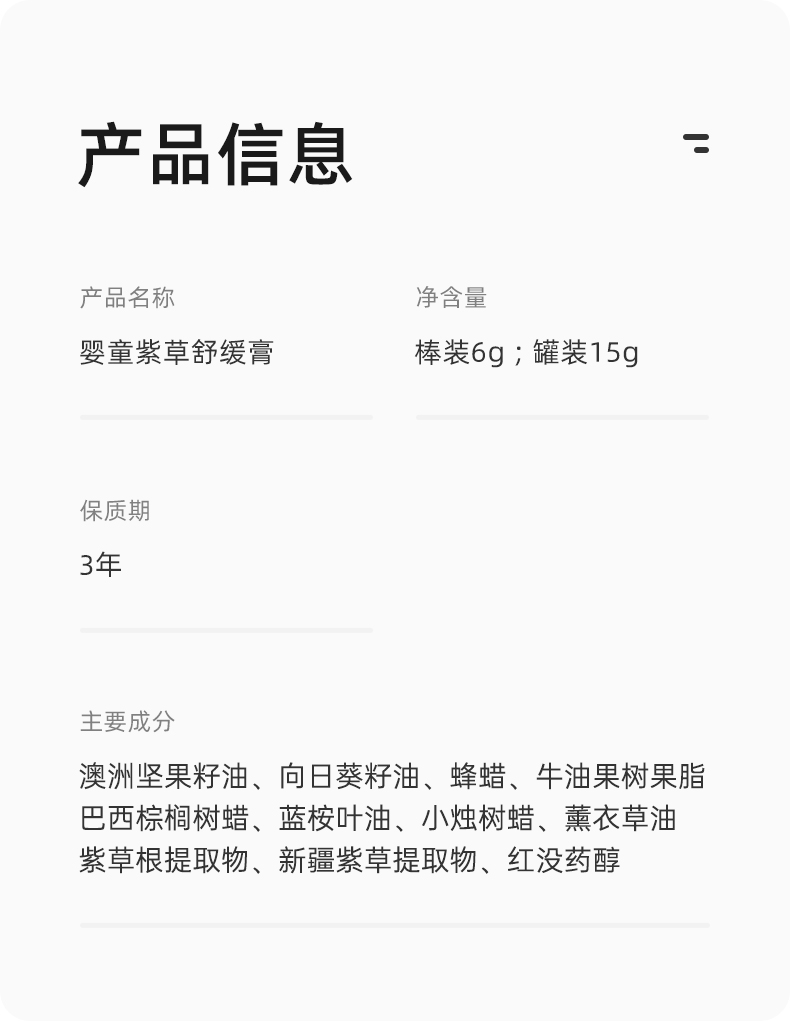 产品信息
产品名称
婴童紫草舒缓膏
净含量
棒装6g；罐装15g
保质期
3年
主要成分
澳洲坚果籽油、向日葵籽油、蜂蜡、牛油果树果脂
巴西棕榈树蜡、蓝桉叶油、小烛树蜡、薰衣草油
紫草根提取物、新疆紫草提取物、红没药醇